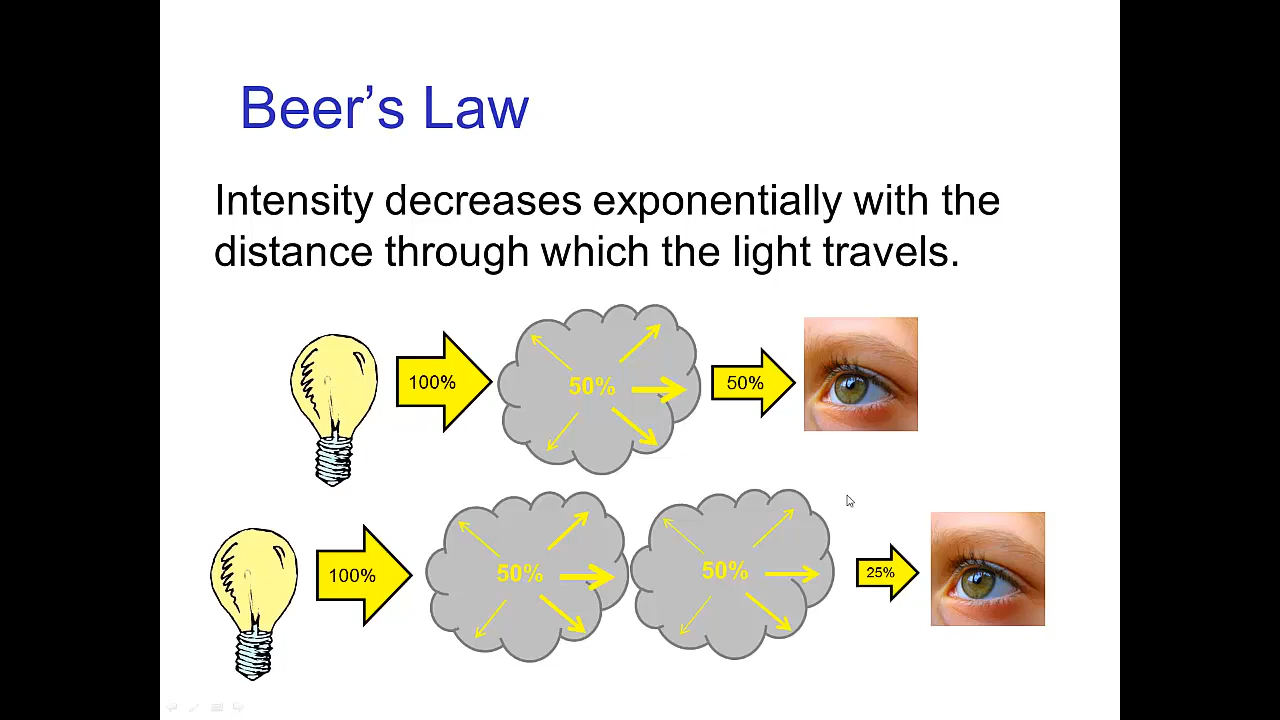 Beer's Law
Intensity decreases exponentially with the
distance through which the light travels.
100%
50%
50%
100%
50%
50%
25%